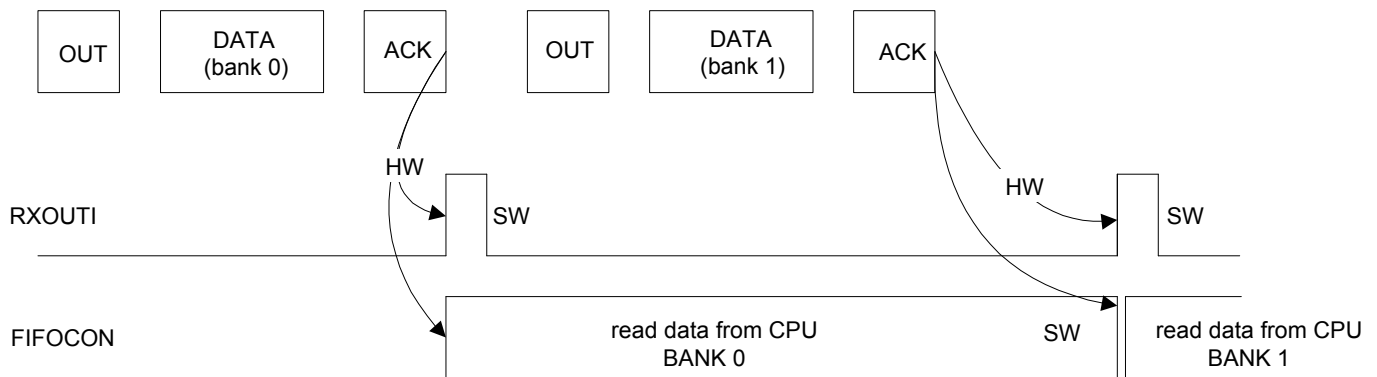 OUT
DATA
(bank 0)
ACK
OUT
DATA
(bank 1)
ACK
HW
HW
RXOUTI
SW
SW
FIFOCON
read data from CPU
BANK 0
SW
read data from CPU
BANK 1